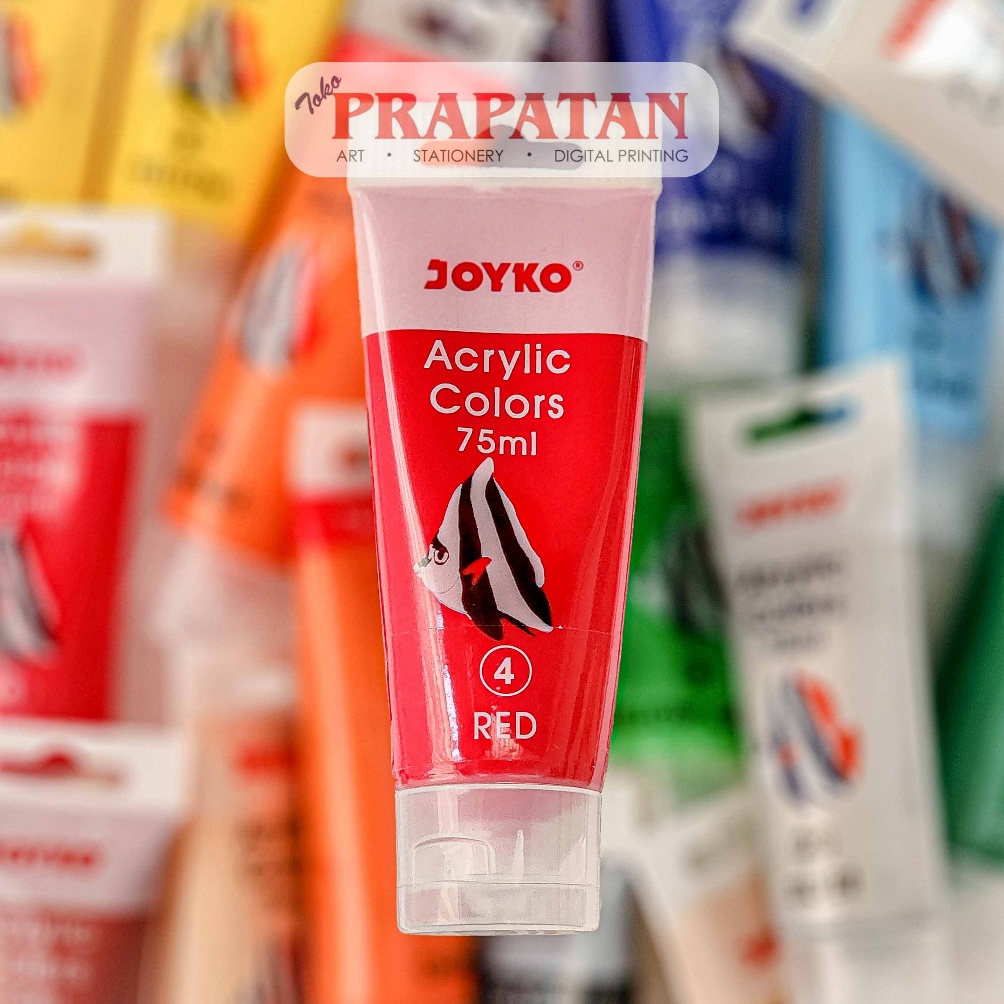 Toko
PRAPATAN
ART • STATIONERY • DIGITAL PRINTING
JOYKO®
Acrylic
Colors
75ml
4
RED